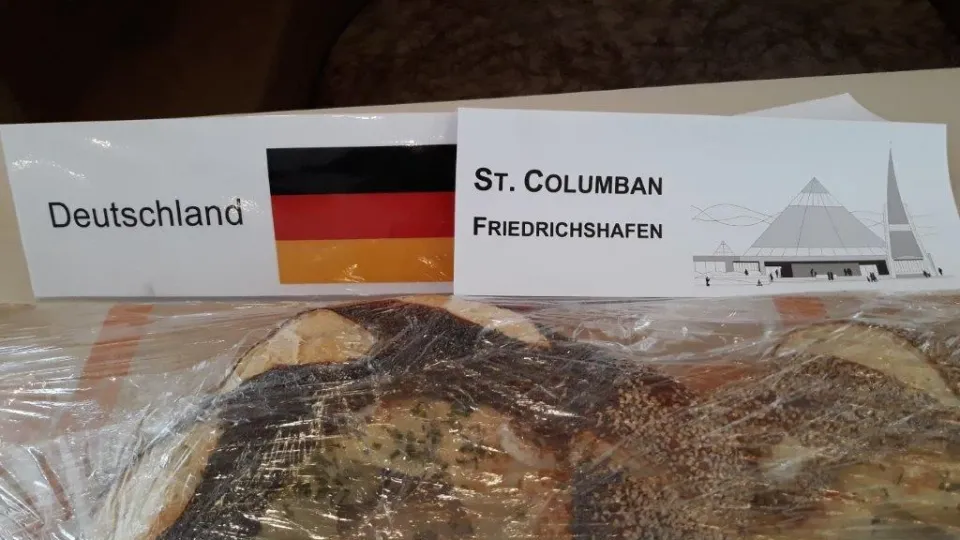 Deutschland
ST. COLUMBAN
FRIEDRICHSHAFEN